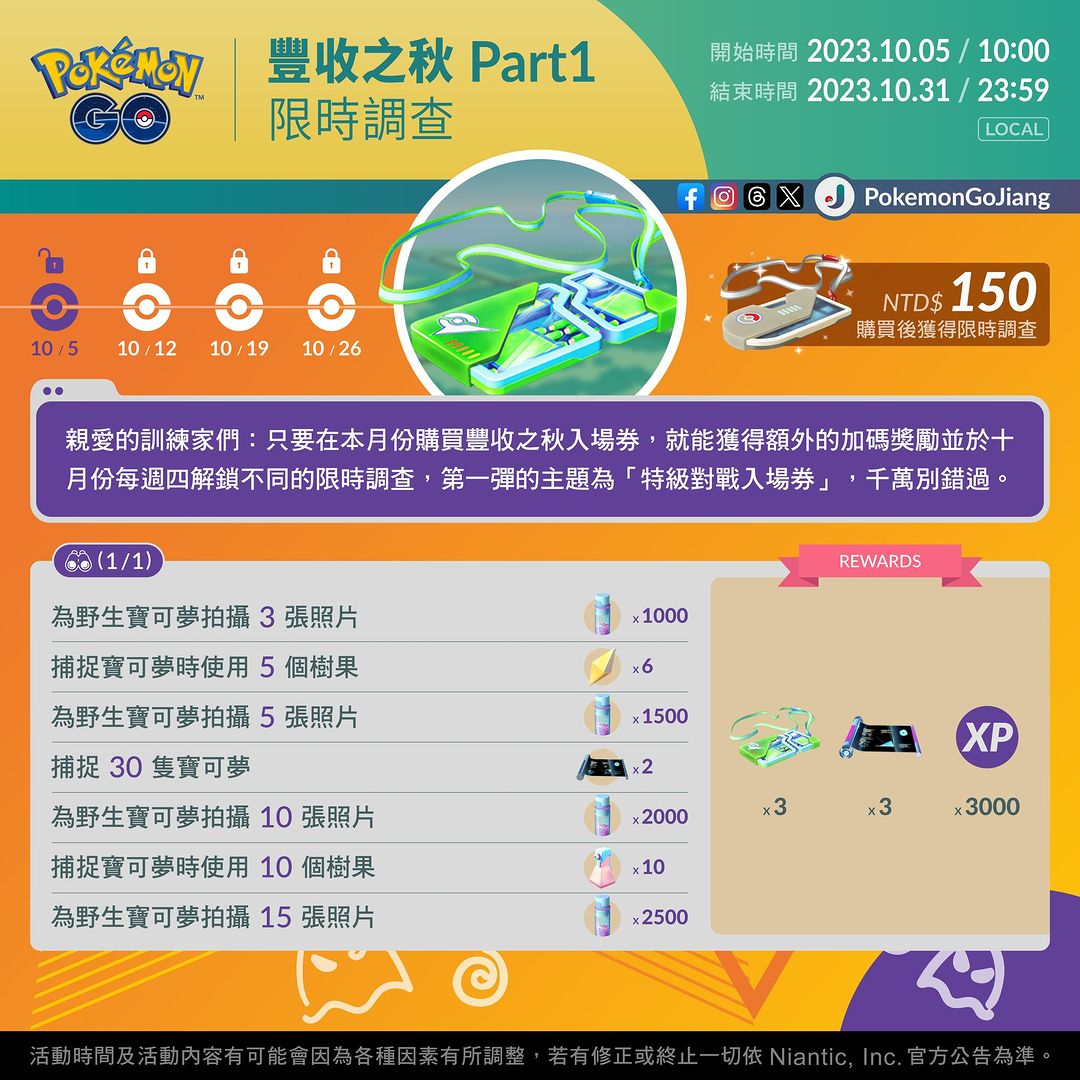 POKéMON
GO
TM
豐收之秋 Part1
限時調查
開始時間 2023.10.05 / 10:00
結束時間 2023.10.31 / 23:59
LOCAL
PokemonGoJiang
10 / 5
10 / 12
10 / 19
10 / 26
NTD$ 150
購買後獲得限時調查
親愛的訓練家們：只要在本月份購買豐收之秋入場券，就能獲得額外的加碼獎勵並於十
月份每週四解鎖不同的限時調查，第一彈的主題為「特級對戰入場券」，千萬別錯過。
(1/1)
REWARDS
為野生寶可夢拍攝 3 張照片 x1000
捕捉寶可夢時使用 5 個樹果 x6
為野生寶可夢拍攝 5 張照片 x1500
捕捉 30 隻寶可夢 x2
為野生寶可夢拍攝 10 張照片 x2000
捕捉寶可夢時使用 10 個樹果 x10
為野生寶可夢拍攝 15 張照片 x2500
XP
x3 x3 x3000
活動時間及活動內容有可能會因為各種因素有所調整，若有修正或終止一切依 Niantic, Inc. 官方公告為準。